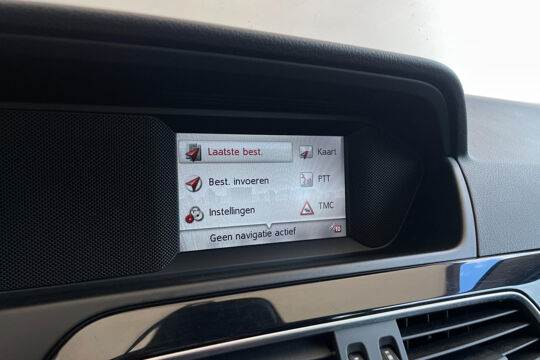 Laatste best.
Kaart
Best. invoeren
PTT
Instellingen
TMC
Geen navigatie actief